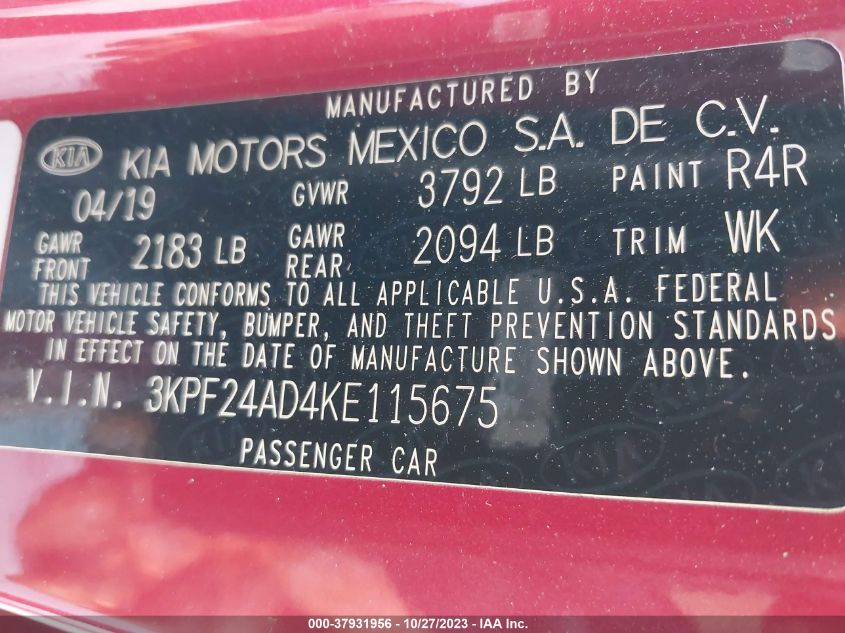 MANUFACTURED BY
KIA KIA MOTORS MEXICO S.A. DE C.V.
04/19 GVWR 3792 LB PAINT R4R
GAWR FRONT 2183 LB GAWR REAR 2094 LB TRIM WK
THIS VEHICLE CONFORMS TO ALL APPLICABLE U.S.A. FEDERAL
MOTOR VEHICLE SAFETY, BUMPER, AND THEFT PREVENTION STANDARDS
IN EFFECT ON THE DATE OF MANUFACTURE SHOWN ABOVE.
V.I.N. 3KPF24AD4KE115675
PASSENGER CAR
000-37931956 - 10/27/2023 - IAA Inc.